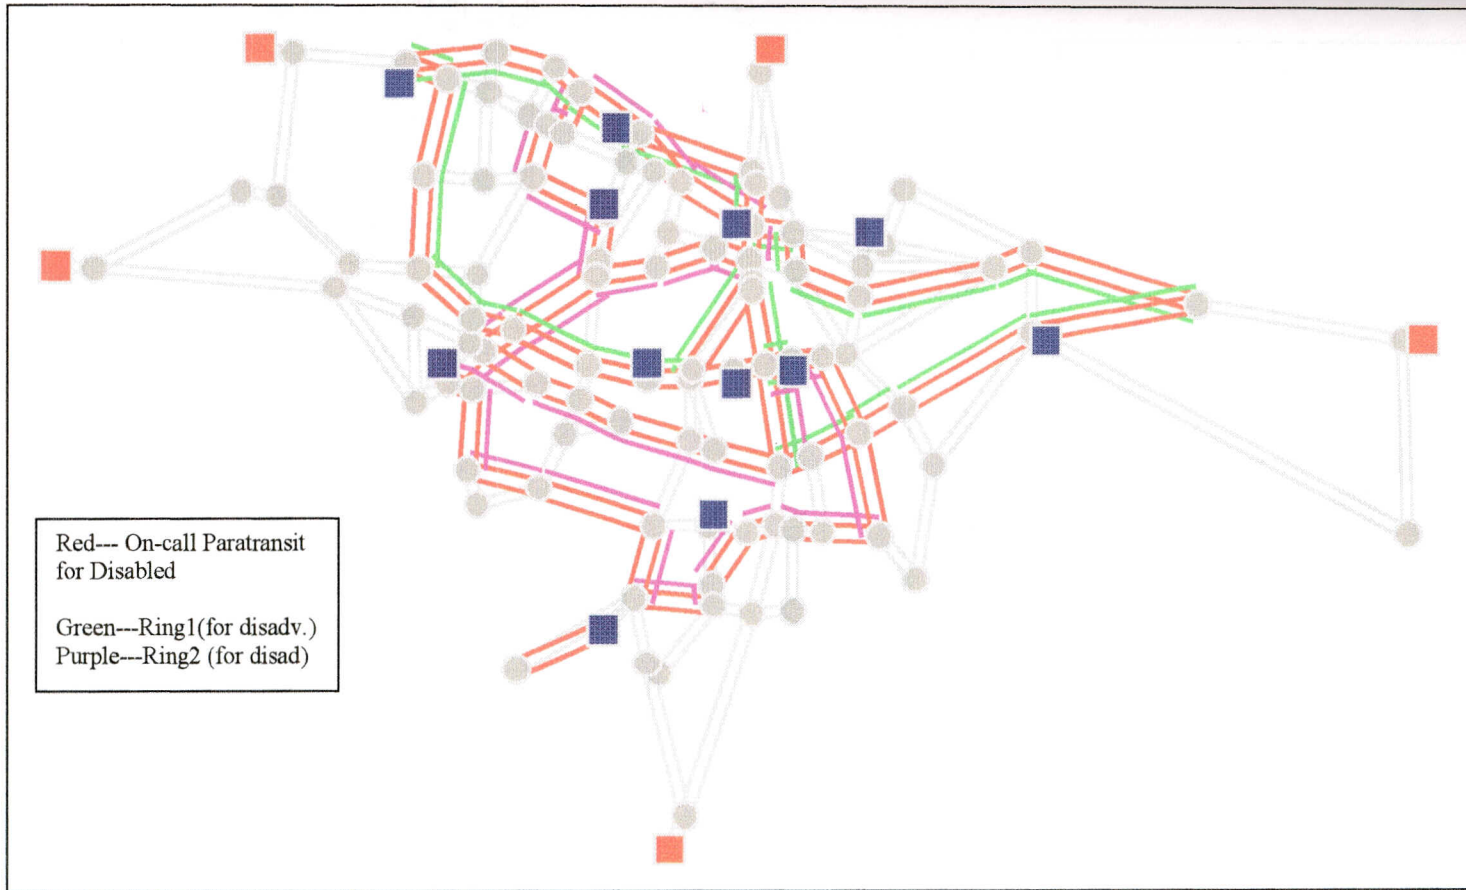 Red--- On-call Paratransit
for Disabled
Green---Ring1(for disadv.)
Purple---Ring2 (for disad)